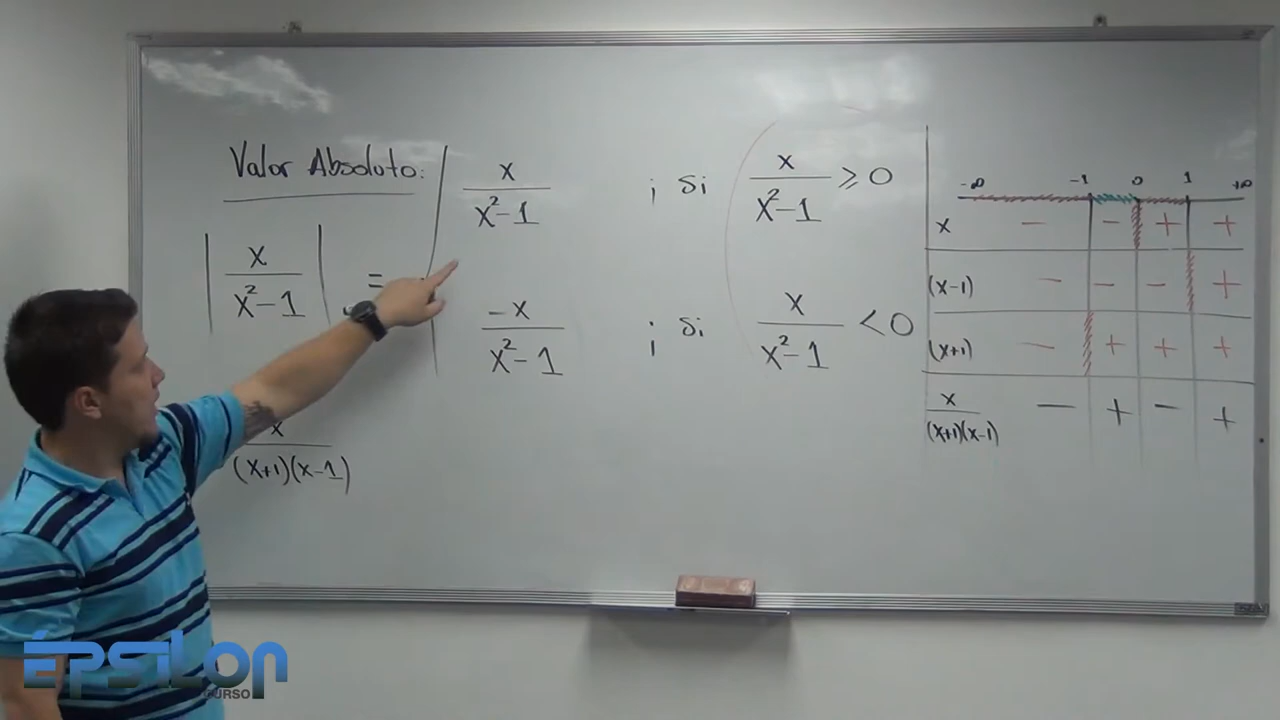 Valor Absoluto:
| x / x²-1 | =
x / x²-1 ; si x / x²-1 ≥ 0
-x / x²-1 ; si x / x²-1 < 0
x / (x+1)(x-1)
-∞ -1 0 1 +∞
x - - + +
(x-1) - - - +
(x+1) - + + +
x / (x+1)(x-1) - + - +
ÉPSILON
CURSO